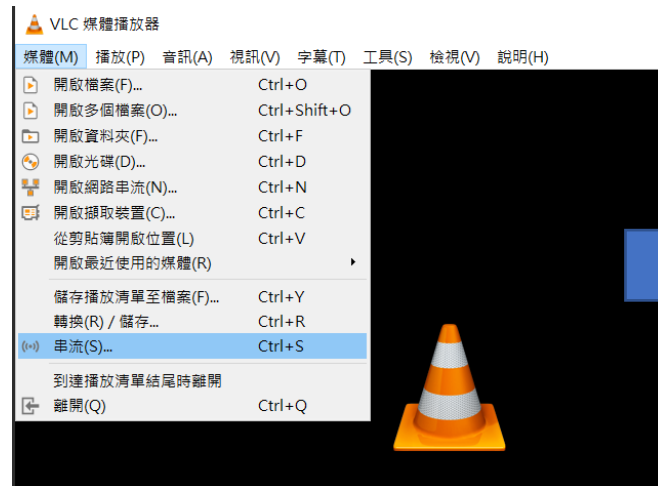 VLC 媒體播放器
媒體(M) 播放(P) 音訊(A) 視訊(V) 字幕(T) 工具(S) 檢視(V) 說明(H)
開啟檔案(F)... Ctrl+O
開啟多個檔案(O)... Ctrl+Shift+O
開啟資料夾(F)... Ctrl+F
開啟光碟(D)... Ctrl+D
開啟網路串流(N)... Ctrl+N
開啟擷取裝置(C)... Ctrl+C
從剪貼簿開啟位置(L) Ctrl+V
開啟最近使用的媒體(R)
儲存播放清單至檔案(F)... Ctrl+Y
轉換(R) / 儲存... Ctrl+R
串流(S)... Ctrl+S
到達播放清單結尾時離開
離開(Q) Ctrl+Q